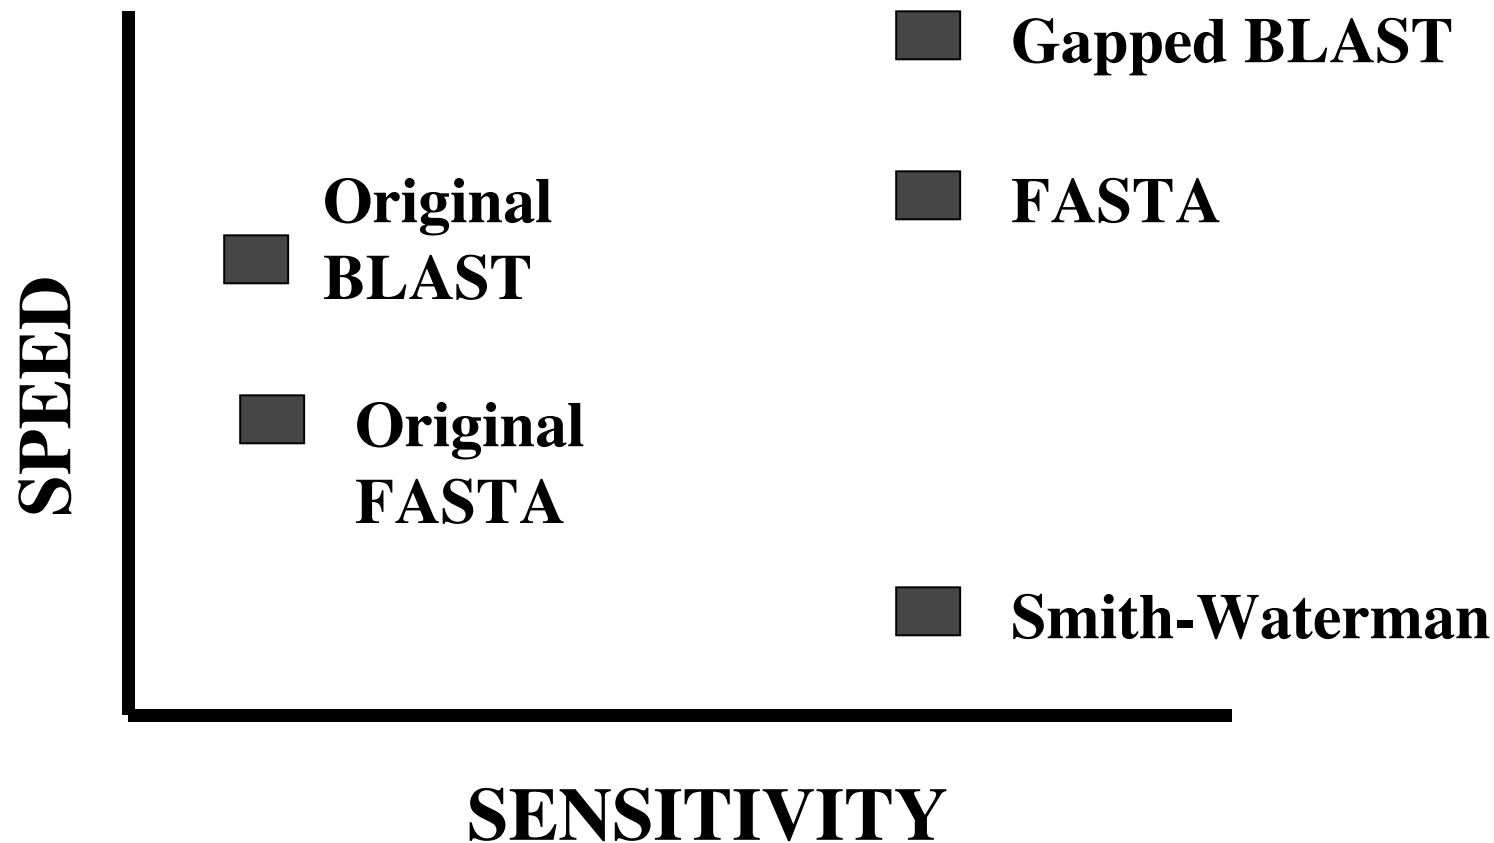 Gapped BLAST
Original
BLAST
FASTA
Original
FASTA
Smith-Waterman
SPEED
SENSITIVITY